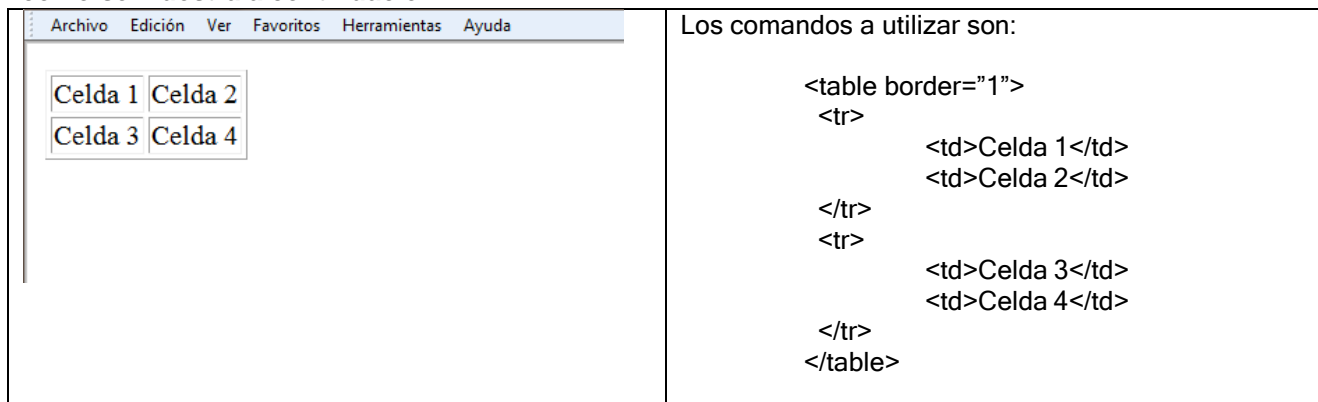 Archivo Edición Ver Favoritos Herramientas Ayuda
Celda 1 Celda 2
Celda 3 Celda 4
Los comandos a utilizar son:
<table border=”1”>
<tr>
<td>Celda 1</td>
<td>Celda 2</td>
</tr>
<tr>
<td>Celda 3</td>
<td>Celda 4</td>
</tr>
</table>